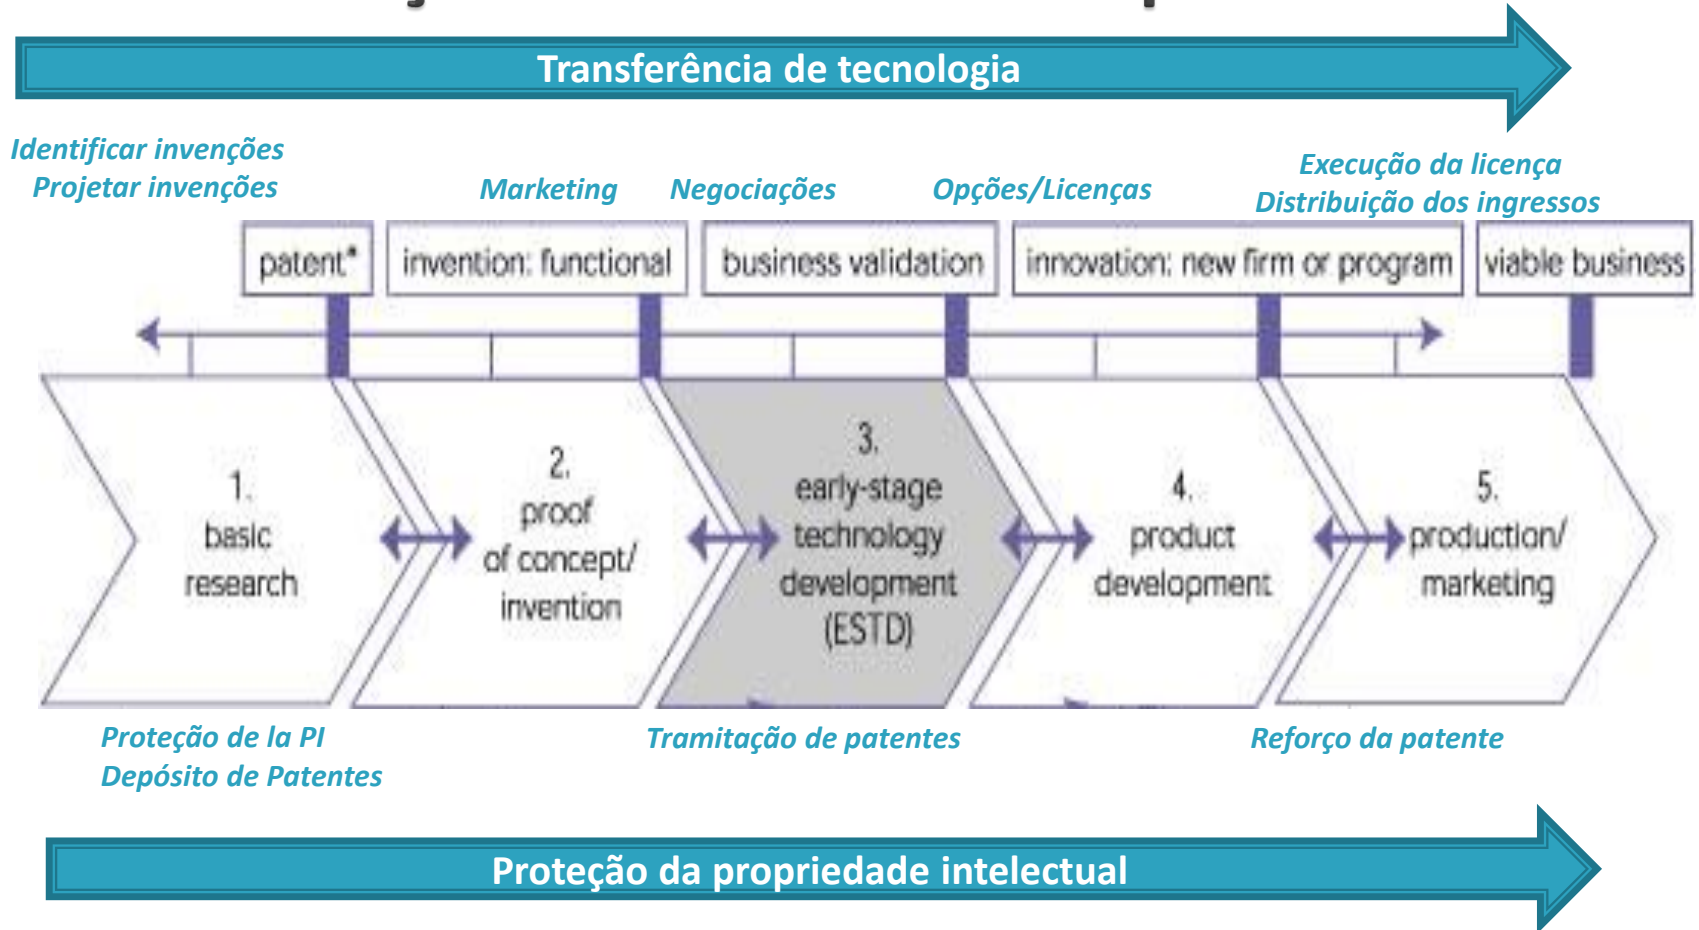 Transferência de tecnologia
Identificar invenções
Projetar invenções
Marketing
Negociações
Opções/Licenças
Execução da licença
Distribuição dos ingressos
patent*
invention: functional
business validation
innovation: new firm or program
viable business
1.
basic
research
2.
proof
of concept/
invention
3.
early-stage
technology
development
(ESTD)
4.
product
development
5.
production/
marketing
Proteção de la PI
Depósito de Patentes
Tramitação de patentes
Reforço da patente
Proteção da propriedade intelectual